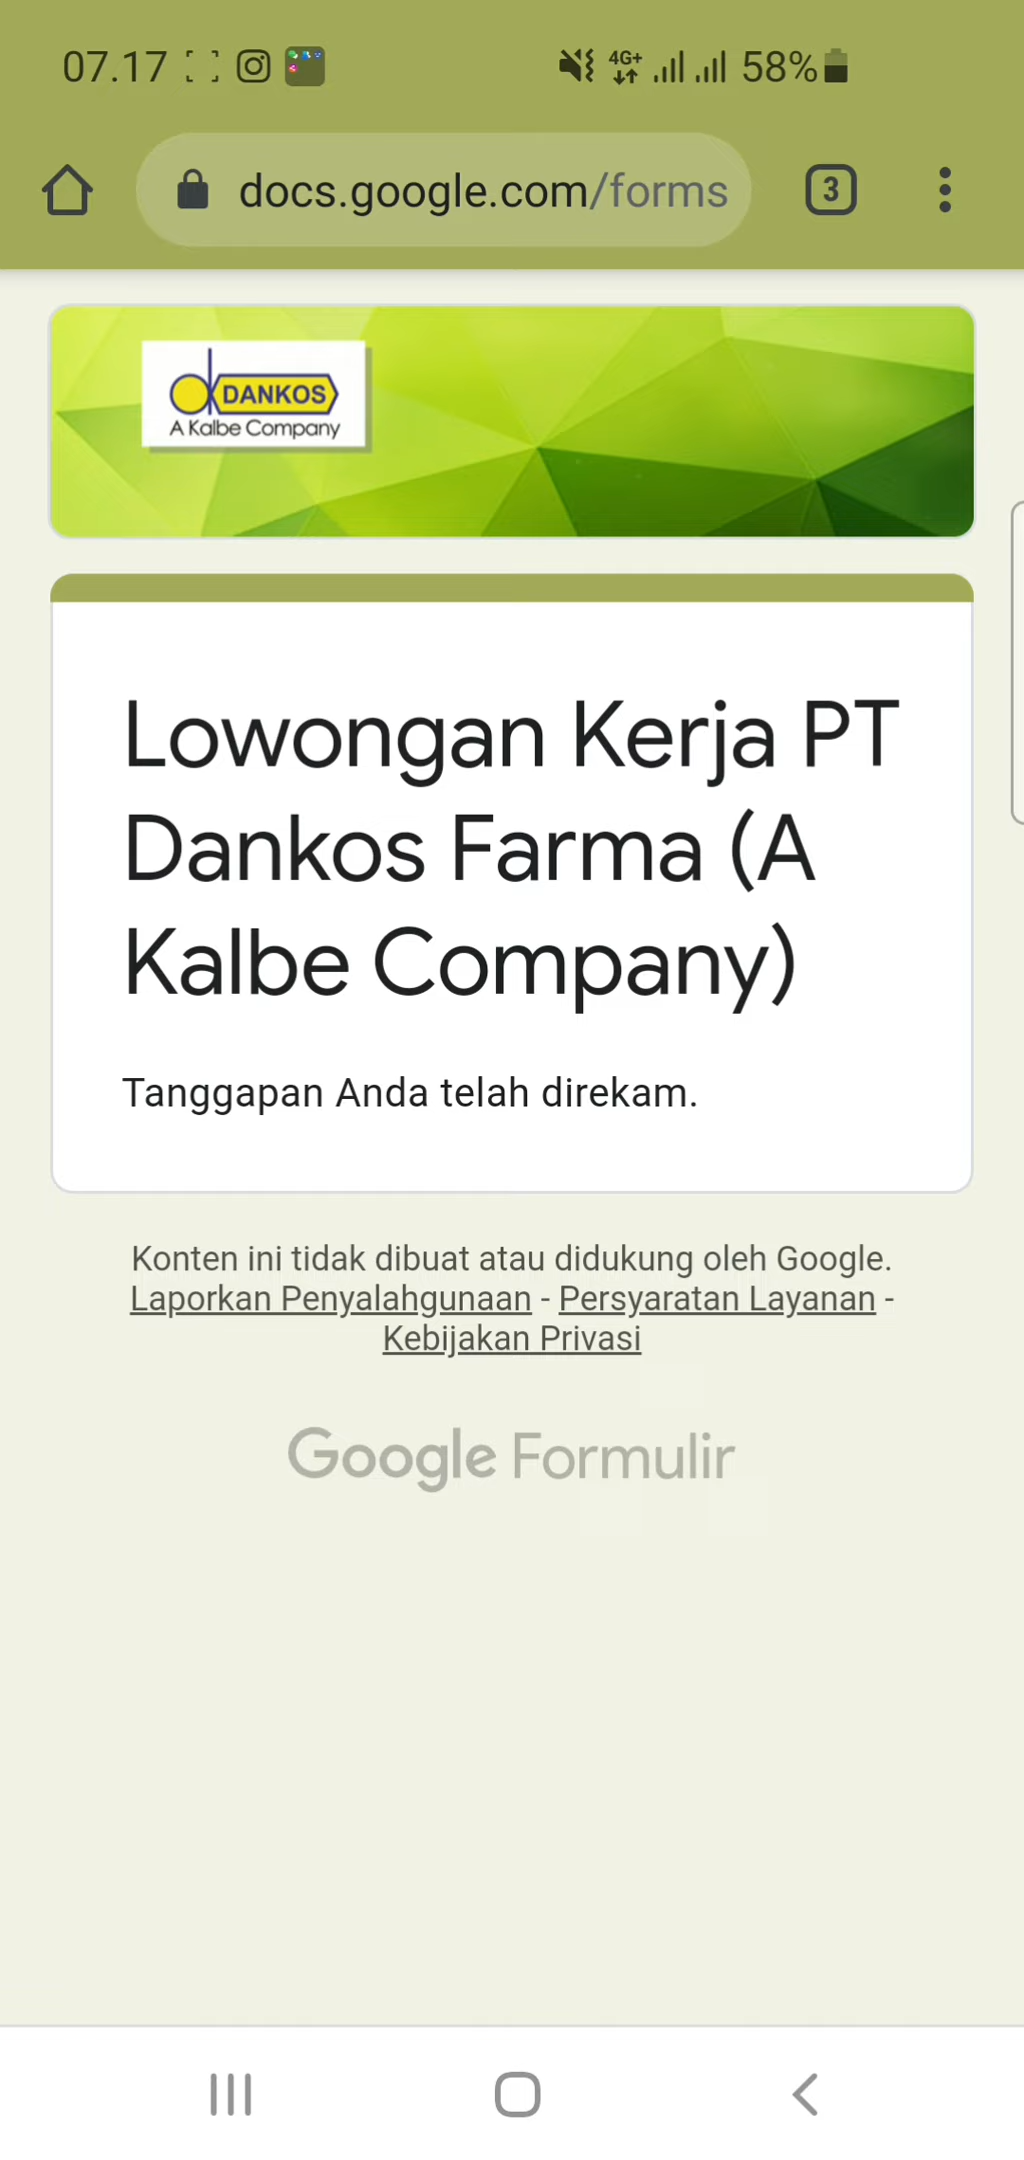 07.17
4G+
58%
docs.google.com/forms
3
DANKOS
A Kalbe Company
Lowongan Kerja PT
Dankos Farma (A
Kalbe Company)
Tanggapan Anda telah direkam.
Konten ini tidak dibuat atau didukung oleh Google.
Laporkan Penyalahgunaan - Persyaratan Layanan -
Kebijakan Privasi
Google Formulir